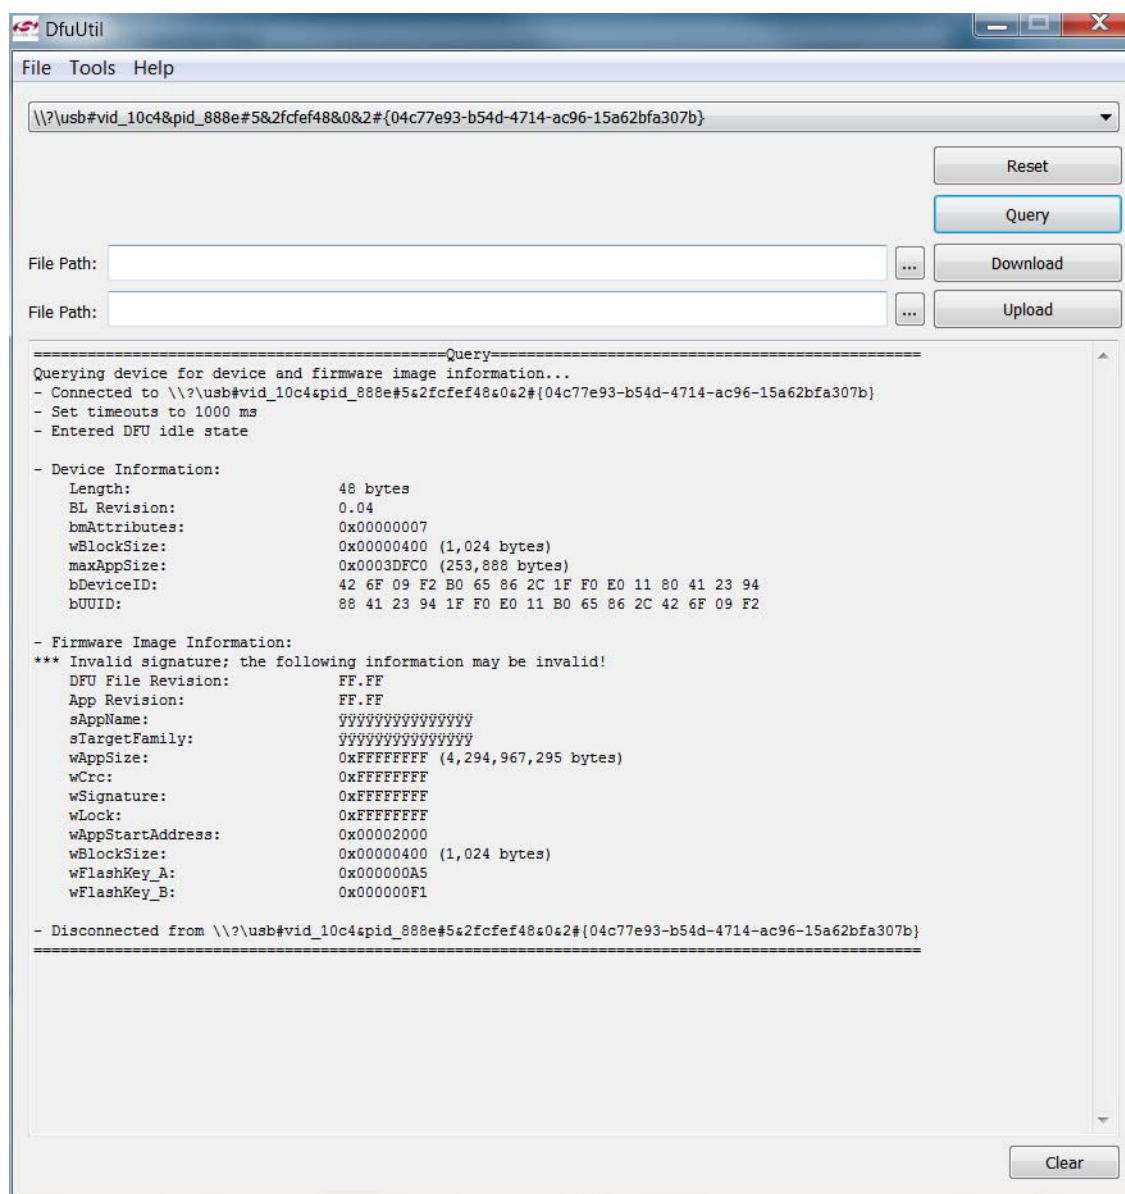 DfuUtil
File Tools Help
\\?\usb#vid_10c4&pid_888e#5&2fcfef48&0&2#{04c77e93-b54d-4714-ac96-15a62bfa307b}
Reset
Query
File Path: ... Download
File Path: ... Upload
==============================================Query================================================
Querying device for device and firmware image information...
- Connected to \\?\usb#vid_10c4&pid_888e#5&2fcfef48&0&2#{04c77e93-b54d-4714-ac96-15a62bfa307b}
- Set timeouts to 1000 ms
- Entered DFU idle state
- Device Information:
Length: 48 bytes
BL Revision: 0.04
bmAttributes: 0x00000007
wBlockSize: 0x00000400 (1,024 bytes)
maxAppSize: 0x0003DFC0 (253,888 bytes)
bDeviceID: 42 6F 09 F2 B0 65 86 2C 1F F0 E0 11 80 41 23 94
bUUID: 88 41 23 94 1F F0 E0 11 B0 65 86 2C 42 6F 09 F2
- Firmware Image Information:
*** Invalid signature; the following information may be invalid!
DFU File Revision: FF.FF
App Revision: FF.FF
sAppName: ÿÿÿÿÿÿÿÿÿÿÿÿÿÿÿ
sTargetFamily: ÿÿÿÿÿÿÿÿÿÿÿÿÿÿÿ
wAppSize: 0xFFFFFFFF (4,294,967,295 bytes)
wCrc: 0xFFFFFFFF
wSignature: 0xFFFFFFFF
wLock: 0xFFFFFFFF
wAppStartAddress: 0x00002000
wBlockSize: 0x00000400 (1,024 bytes)
wFlashKey_A: 0x000000A5
wFlashKey_B: 0x000000F1
- Disconnected from \\?\usb#vid_10c4&pid_888e#5&2fcfef48&0&2#{04c77e93-b54d-4714-ac96-15a62bfa307b}
===================================================================================================
Clear